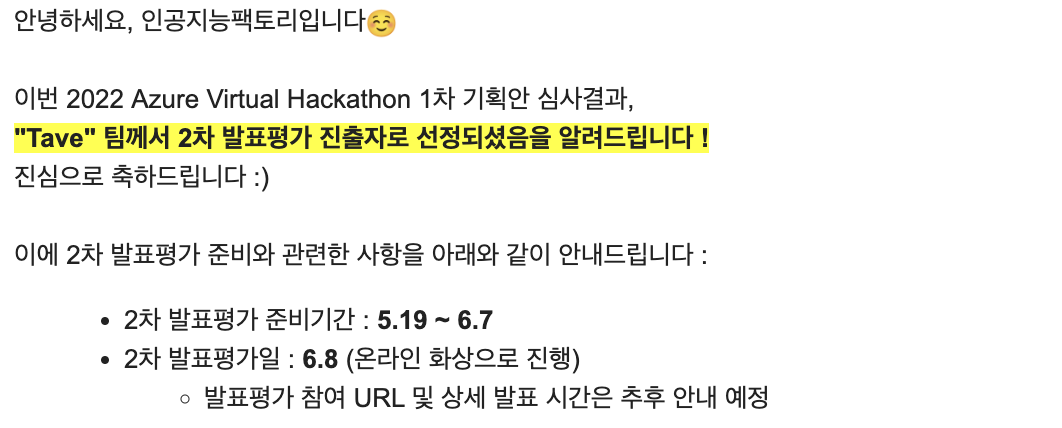 안녕하세요, 인공지능팩토리입니다☺️
이번 2022 Azure Virtual Hackathon 1차 기획안 심사결과,
"Tave" 팀께서 2차 발표평가 진출자로 선정되셨음을 알려드립니다 !
진심으로 축하드립니다 :)
이에 2차 발표평가 준비와 관련한 사항을 아래와 같이 안내드립니다 :
• 2차 발표평가 준비기간 : 5.19 ~ 6.7
• 2차 발표평가일 : 6.8 (온라인 화상으로 진행)
◦ 발표평가 참여 URL 및 상세 발표 시간은 추후 안내 예정